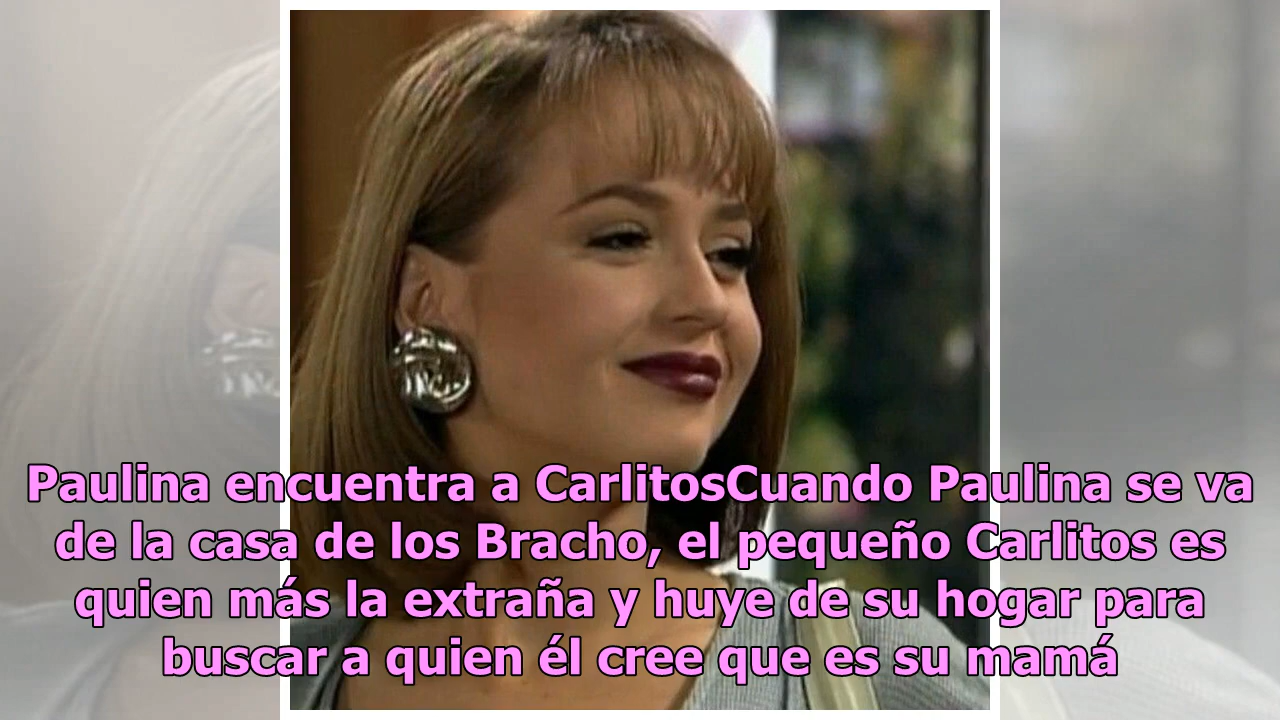 Paulina encuentra a CarlitosCuando Paulina se va
de la casa de los Bracho, el pequeño Carlitos es
quien más la extraña y huye de su hogar para
buscar a quien él cree que es su mamá